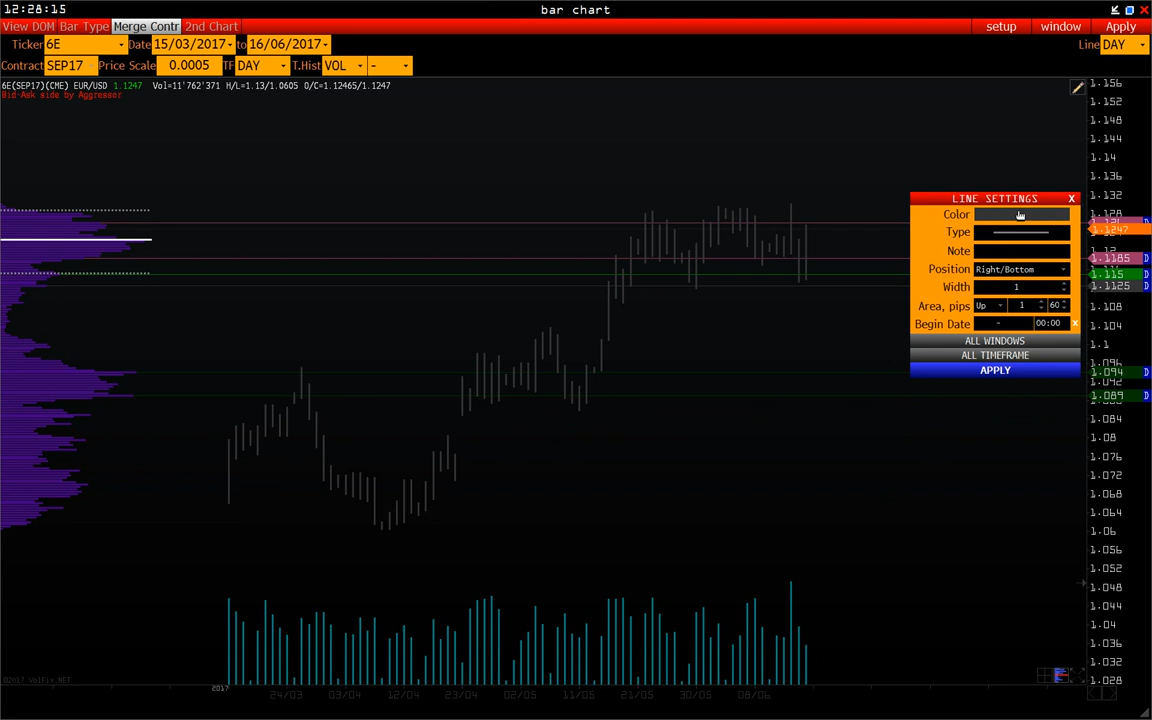 12:28:15 bar chart
View DOM Bar Type Merge Contr 2nd Chart setup window Apply
Ticker 6E Date 15/03/2017 to 16/06/2017 Line DAY
Contract SEP17 Price Scale 0.0005 TF DAY T.Hist VOL -
6E(SEP17)(CME) EUR/USD 1.1247 Vol=11'762'371 H/L=1.13/1.0605 O/C=1.12465/1.1247
Bid-Ask side by Aggressor
1.156
1.152
1.148
1.144
1.14
1.136
1.132
LINE SETTINGS X
Color
1.1247
Type
Note
1.1185 D
Position Right/Bottom
1.115 D
Width 1
1.1125 D
Area, pips Up 1 60
1.108
Begin Date - 00:00 x
1.104
ALL WINDOWS
1.1
ALL TIMEFRAME
1.096
APPLY
1.094 D
1.092
1.089 D
1.084
1.08
1.076
1.072
1.068
1.064
1.06
1.056
1.052
1.048
1.044
1.04
1.036
1.032
1.028
©2017 VolFix.NET
2017 24/03 03/04 12/04 23/04 02/05 11/05 21/05 30/05 08/06